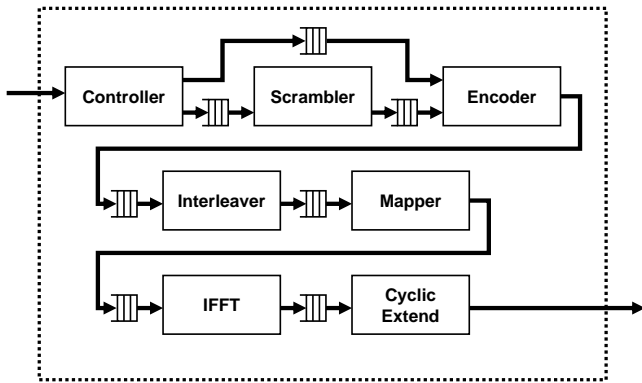 Controller
Scrambler
Encoder
Interleaver
Mapper
IFFT
Cyclic
Extend